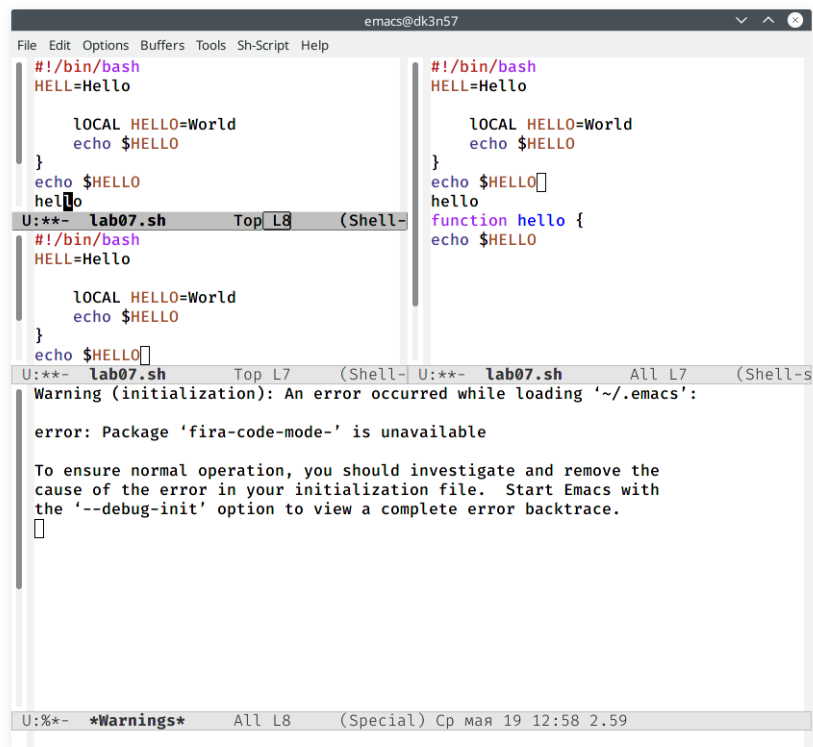 emacs@dk3n57
File Edit Options Buffers Tools Sh-Script Help
#!/bin/bash
HELL=Hello
lOCAL HELLO=World
echo $HELLO
}
echo $HELLO
hello
U:**- lab07.sh Top L8 (Shell-
#!/bin/bash
HELL=Hello
lOCAL HELLO=World
echo $HELLO
}
echo $HELLO
U:**- lab07.sh Top L7 (Shell-
#!/bin/bash
HELL=Hello
lOCAL HELLO=World
echo $HELLO
}
echo $HELLO
hello
function hello {
echo $HELLO
U:**- lab07.sh All L7 (Shell-s
Warning (initialization): An error occurred while loading ‘~/.emacs’:
error: Package ‘fira-code-mode-’ is unavailable
To ensure normal operation, you should investigate and remove the
cause of the error in your initialization file. Start Emacs with
the ‘--debug-init’ option to view a complete error backtrace.
U:%*- *Warnings* All L8 (Special) Ср мая 19 12:58 2.59